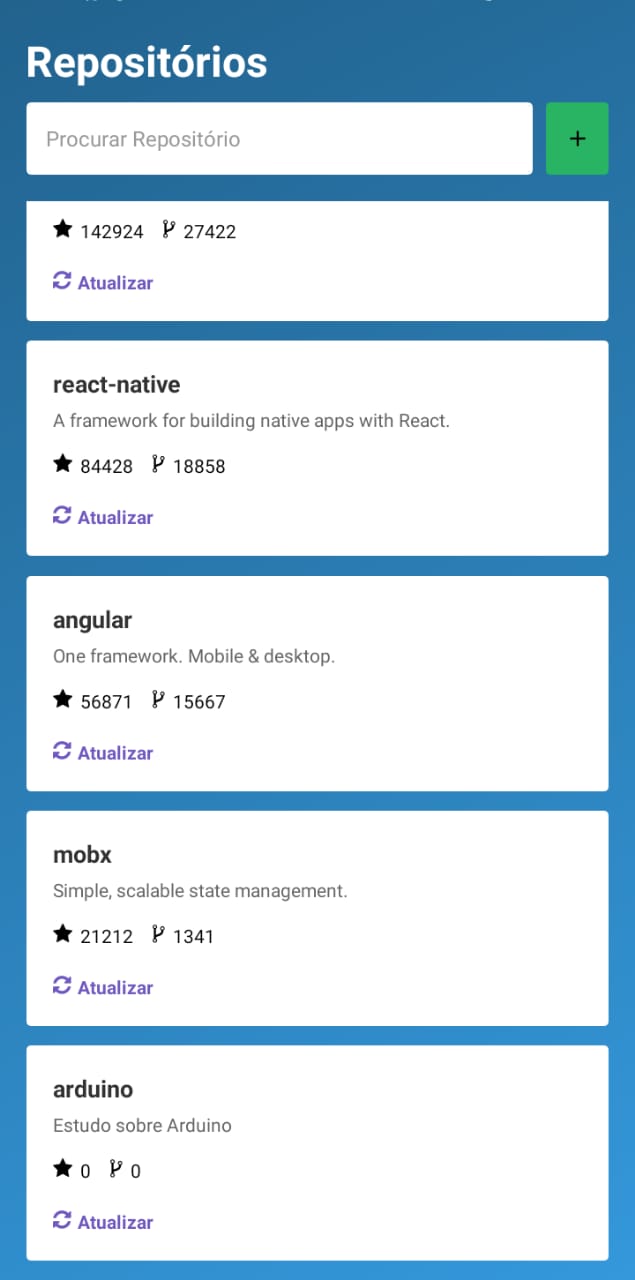 Repositórios
Procurar Repositório
+
142924 27422
Atualizar
react-native
A framework for building native apps with React.
84428 18858
Atualizar
angular
One framework. Mobile & desktop.
56871 15667
Atualizar
mobx
Simple, scalable state management.
21212 1341
Atualizar
arduino
Estudo sobre Arduino
0 0
Atualizar